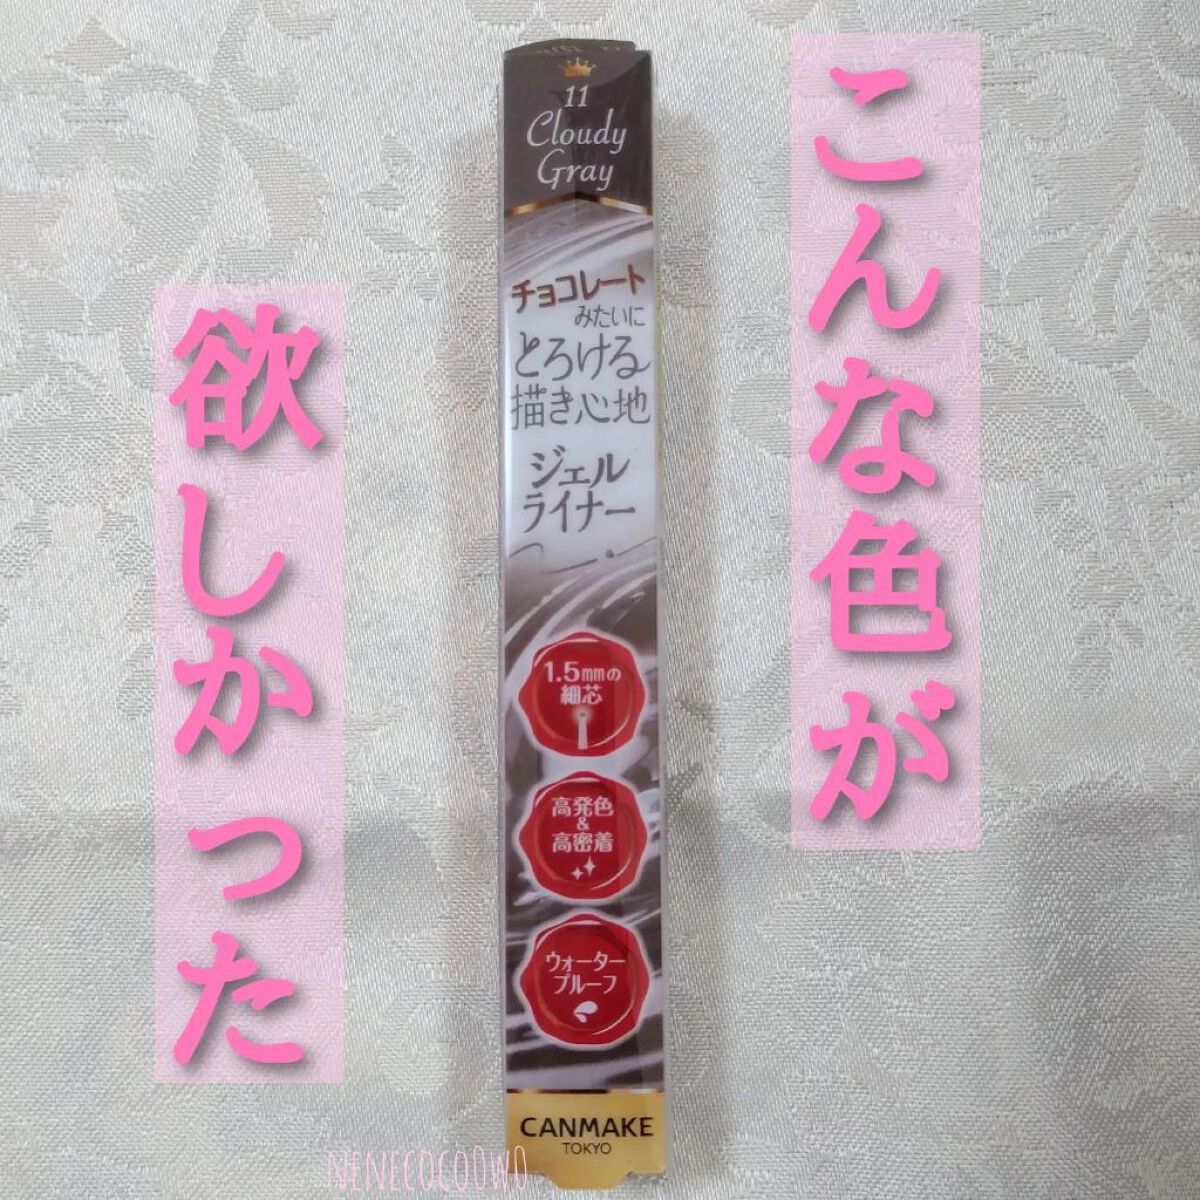 こんな色が
欲しかった
11
Cloudy
Gray
チョコレート
みたいに
とろける
描き心地
ジェル
ライナー
1.5mmの
細芯
高発色
&
高密着
ウォーター
プルーフ
CANMAKE
TOKYO
NENECOCOOWO